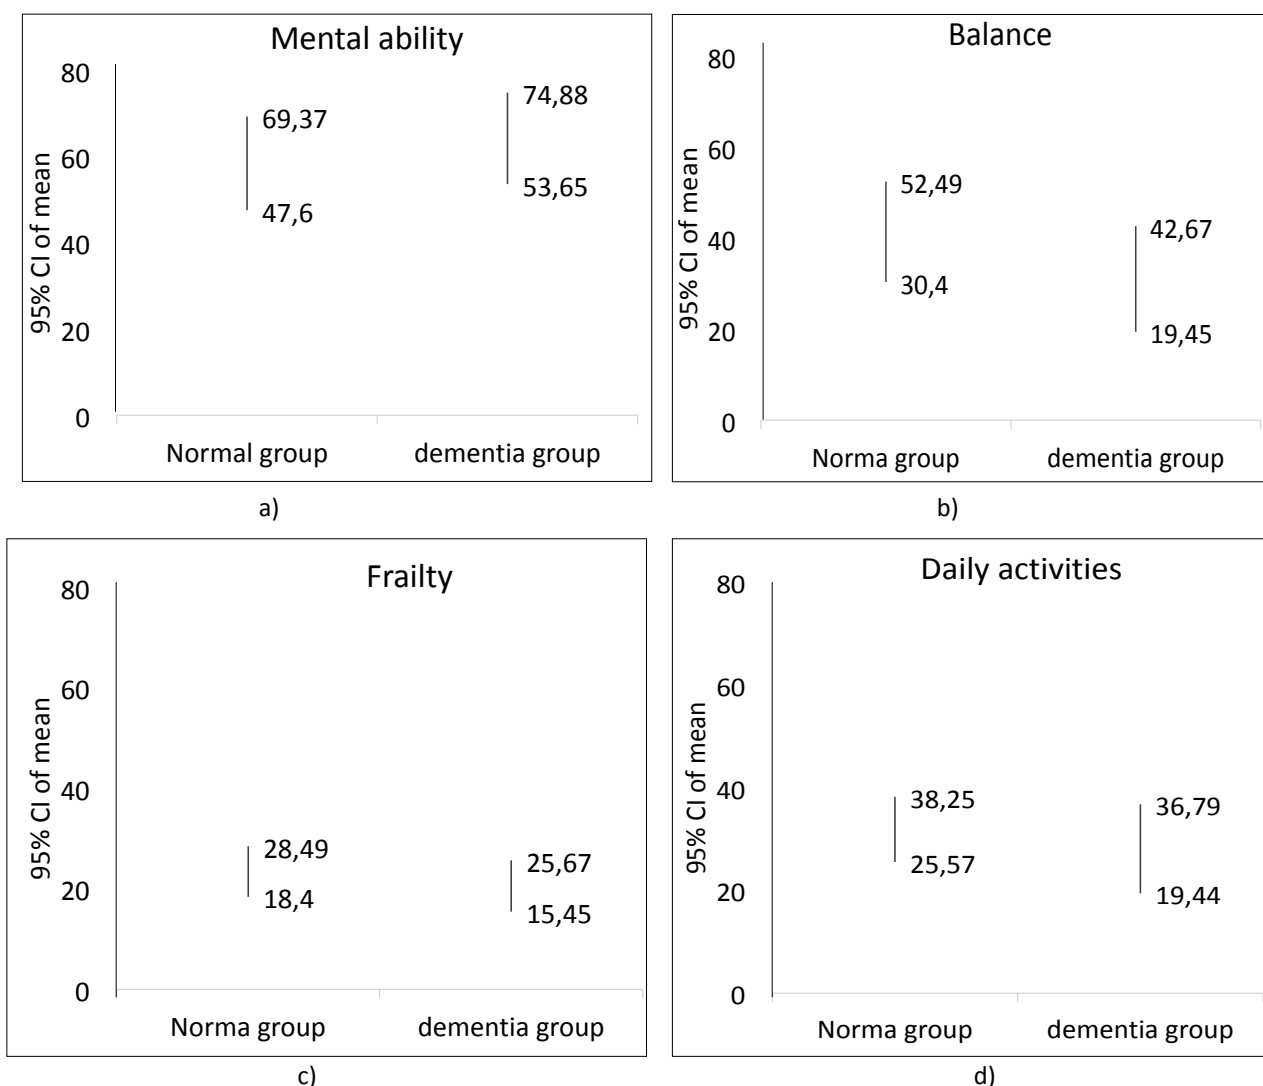 Mental ability
95% CI of mean
80
60
40
20
0
69,37
47,6
74,88
53,65
Normal group
dementia group
a)
Balance
95% CI of mean
80
60
40
20
0
52,49
30,4
42,67
19,45
Norma group
dementia group
b)
Frailty
95% CI of mean
80
60
40
20
0
28,49
18,4
25,67
15,45
Norma group
dementia group
c)
Daily activities
95% CI of mean
80
60
40
20
0
38,25
25,57
36,79
19,44
Norma group
dementia group
d)